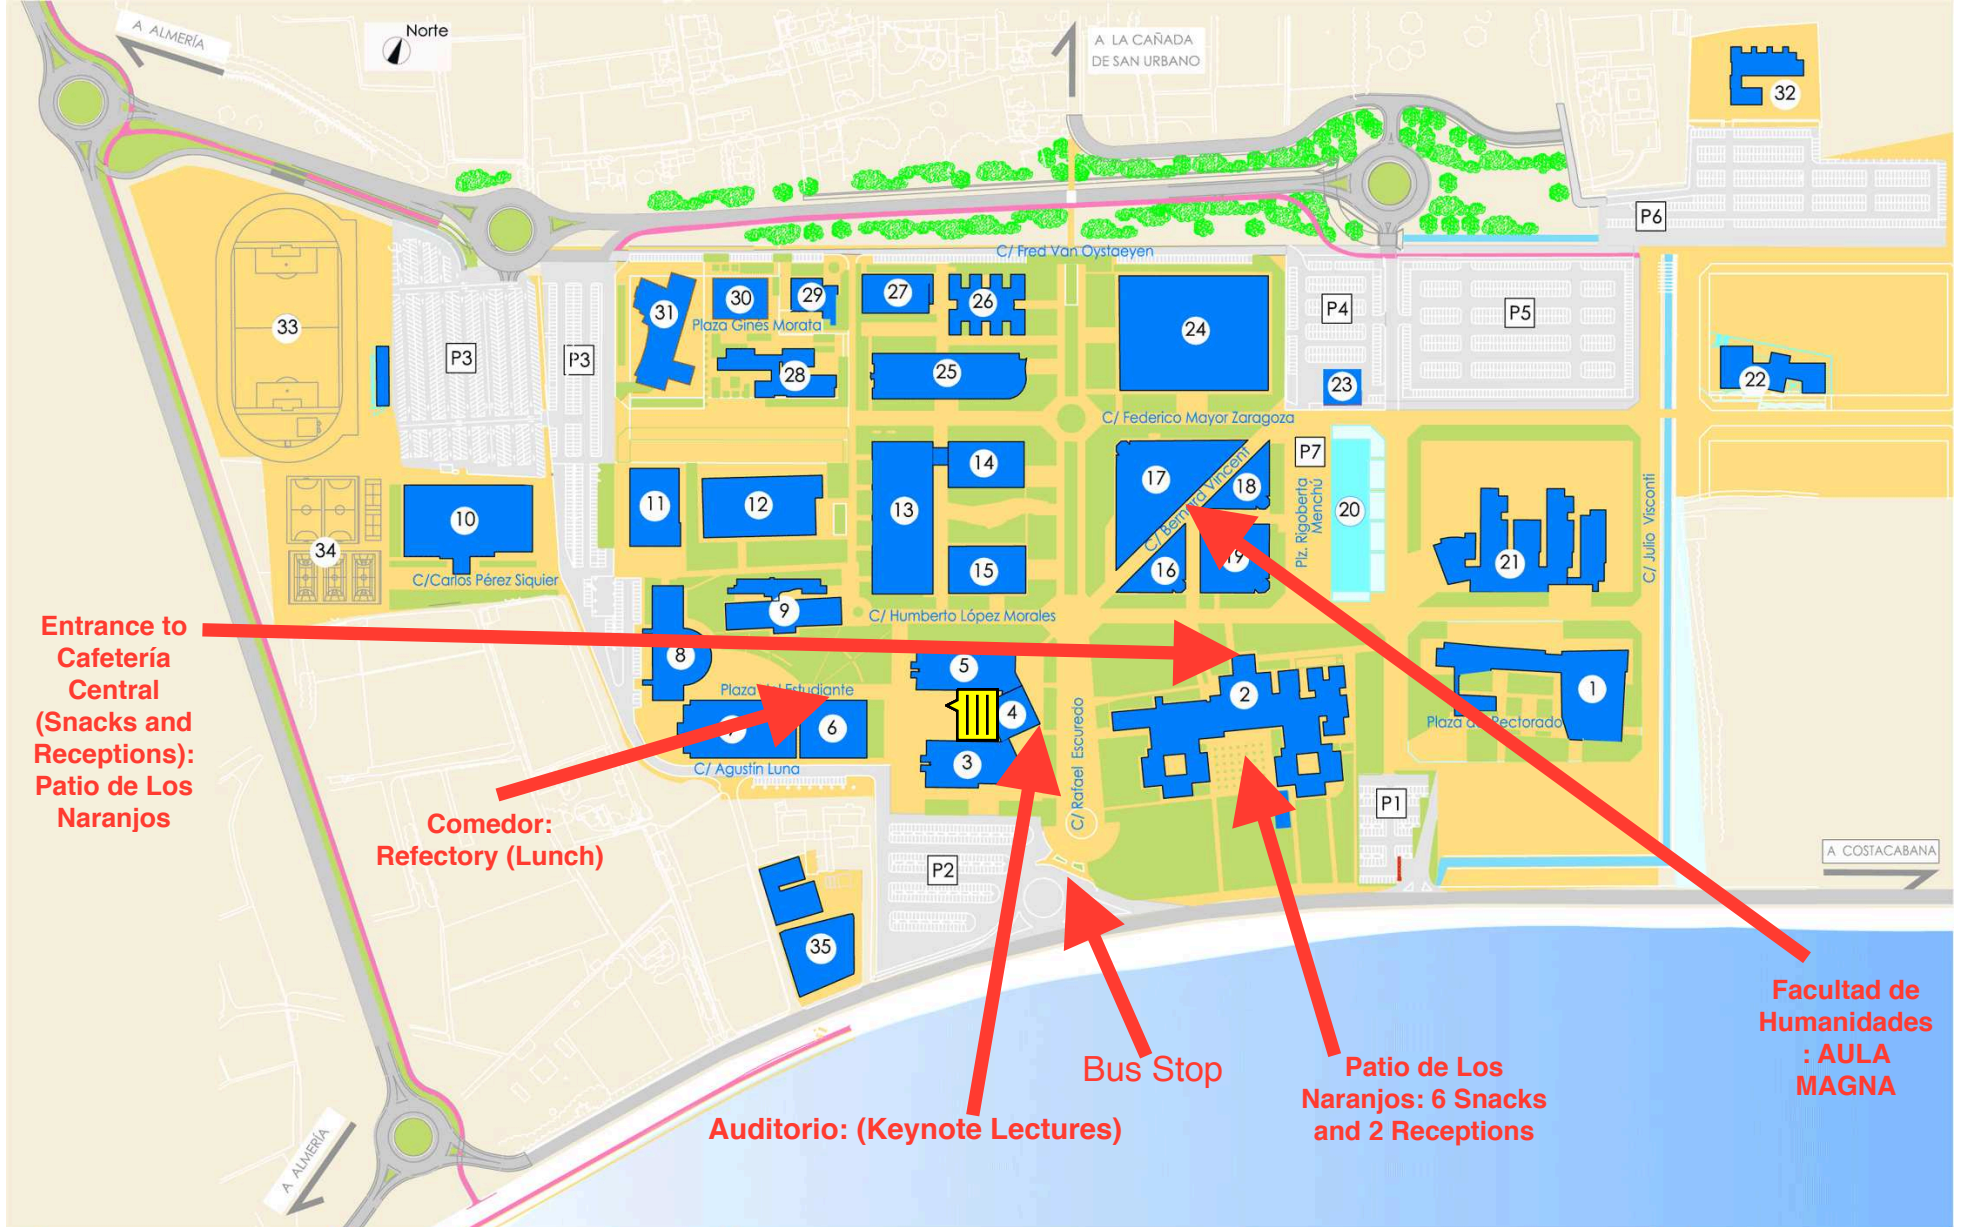 A ALMERÍA
Norte
A LA CAÑADA
DE SAN URBANO
32
P6
C/ Fred Van Oystaeyen
33
P3
P3
31
30
29
Plaza Ginés Morata
28
27
26
25
24
P4
23
P5
22
C/ Federico Mayor Zaragoza
34
10
C/Carlos Pérez Siquier
11
12
13
14
15
17
C/ Bernard Vincent
18
16
19
P7
Plz. Rigoberta
Menchú
20
21
C/ Julio Visconti
C/ Humberto López Morales
9
8
Plaza del Estudiante
7
6
C/ Agustín Luna
5
4
3
C/ Rafael Escuredo
2
1
Plaza del Rectorado
P1
P2
35
A COSTACABANA
A ALMERÍA
Entrance to
Cafetería
Central
(Snacks and
Receptions):
Patio de Los
Naranjos
Comedor:
Refectory (Lunch)
Auditorio: (Keynote Lectures)
Bus Stop
Patio de Los
Naranjos: 6 Snacks
and 2 Receptions
Facultad de
Humanidades
: AULA
MAGNA